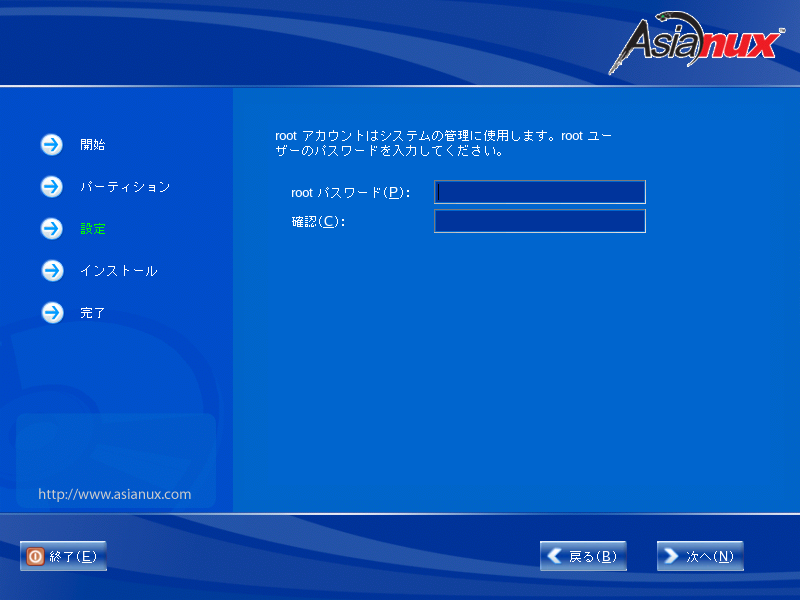 Asianux™
開始
パーティション
設定
インストール
完了
root アカウントはシステムの管理に使用します。root ユー
ザーのパスワードを入力してください。
root パスワード(P):
確認(C):
http://www.asianux.com
終了(E)
戻る(B)
次へ(N)